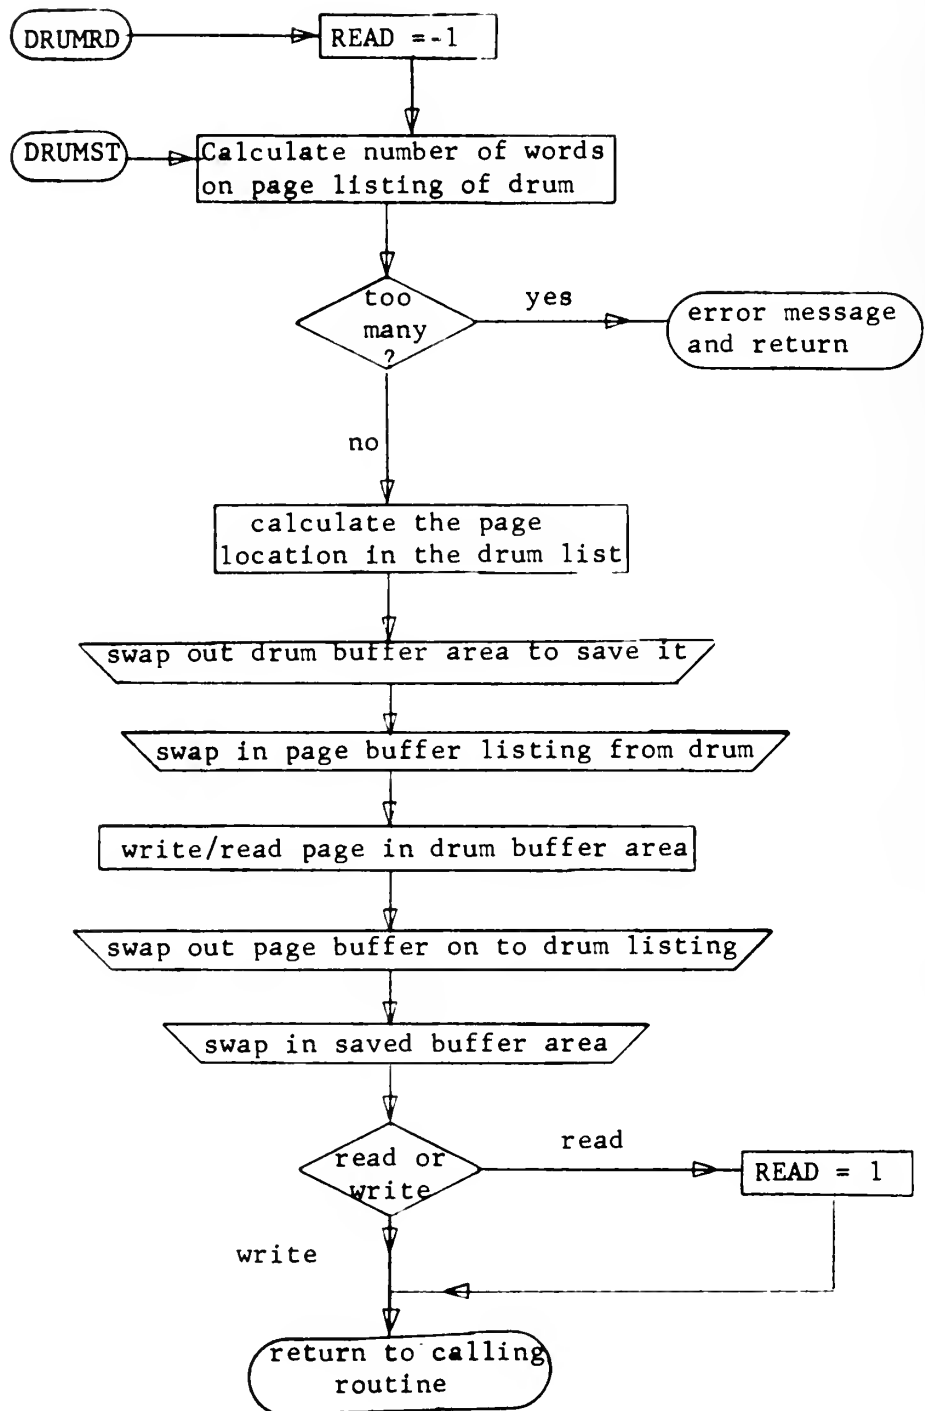 DRUMRD
READ =-1
DRUMST
Calculate number of words
on page listing of drum
too
many
?
yes
error message
and return
no
calculate the page
location in the drum list
swap out drum buffer area to save it
swap in page buffer listing from drum
write/read page in drum buffer area
swap out page buffer on to drum listing
swap in saved buffer area
read or
write
read
READ = 1
write
return to calling
routine